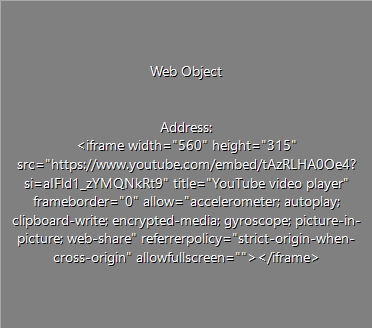 Web Object
Address:
<iframe width="560" height="315"
src="https://www.youtube.com/embed/tAzRLHA0Oe4?
si=aIFId1_zYMQNkRt9" title="YouTube video player"
frameborder="0" allow="accelerometer; autoplay;
clipboard-write; encrypted-media; gyroscope; picture-in-
picture; web-share" referrerpolicy="strict-origin-when-
cross-origin" allowfullscreen=""></iframe>